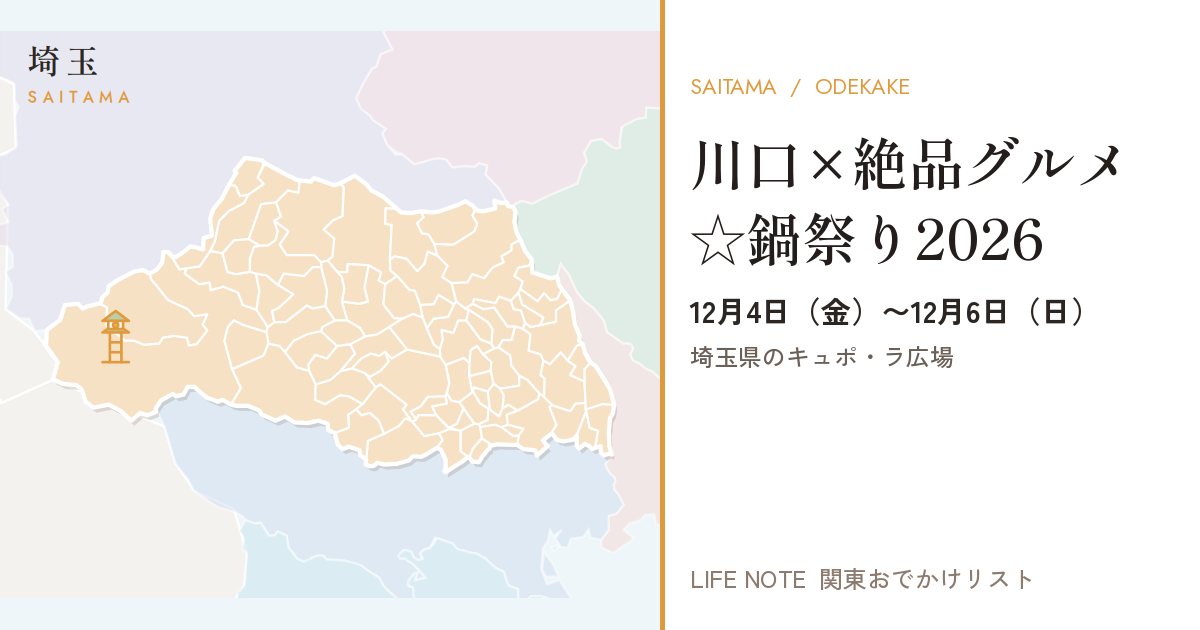 埼玉
SAITAMA
SAITAMA / ODEKAKE
川口×絶品グルメ
☆鍋祭り2026
12月4日（金）〜12月6日（日）
埼玉県のキュポ・ラ広場
LIFE NOTE 関東おでかけリスト